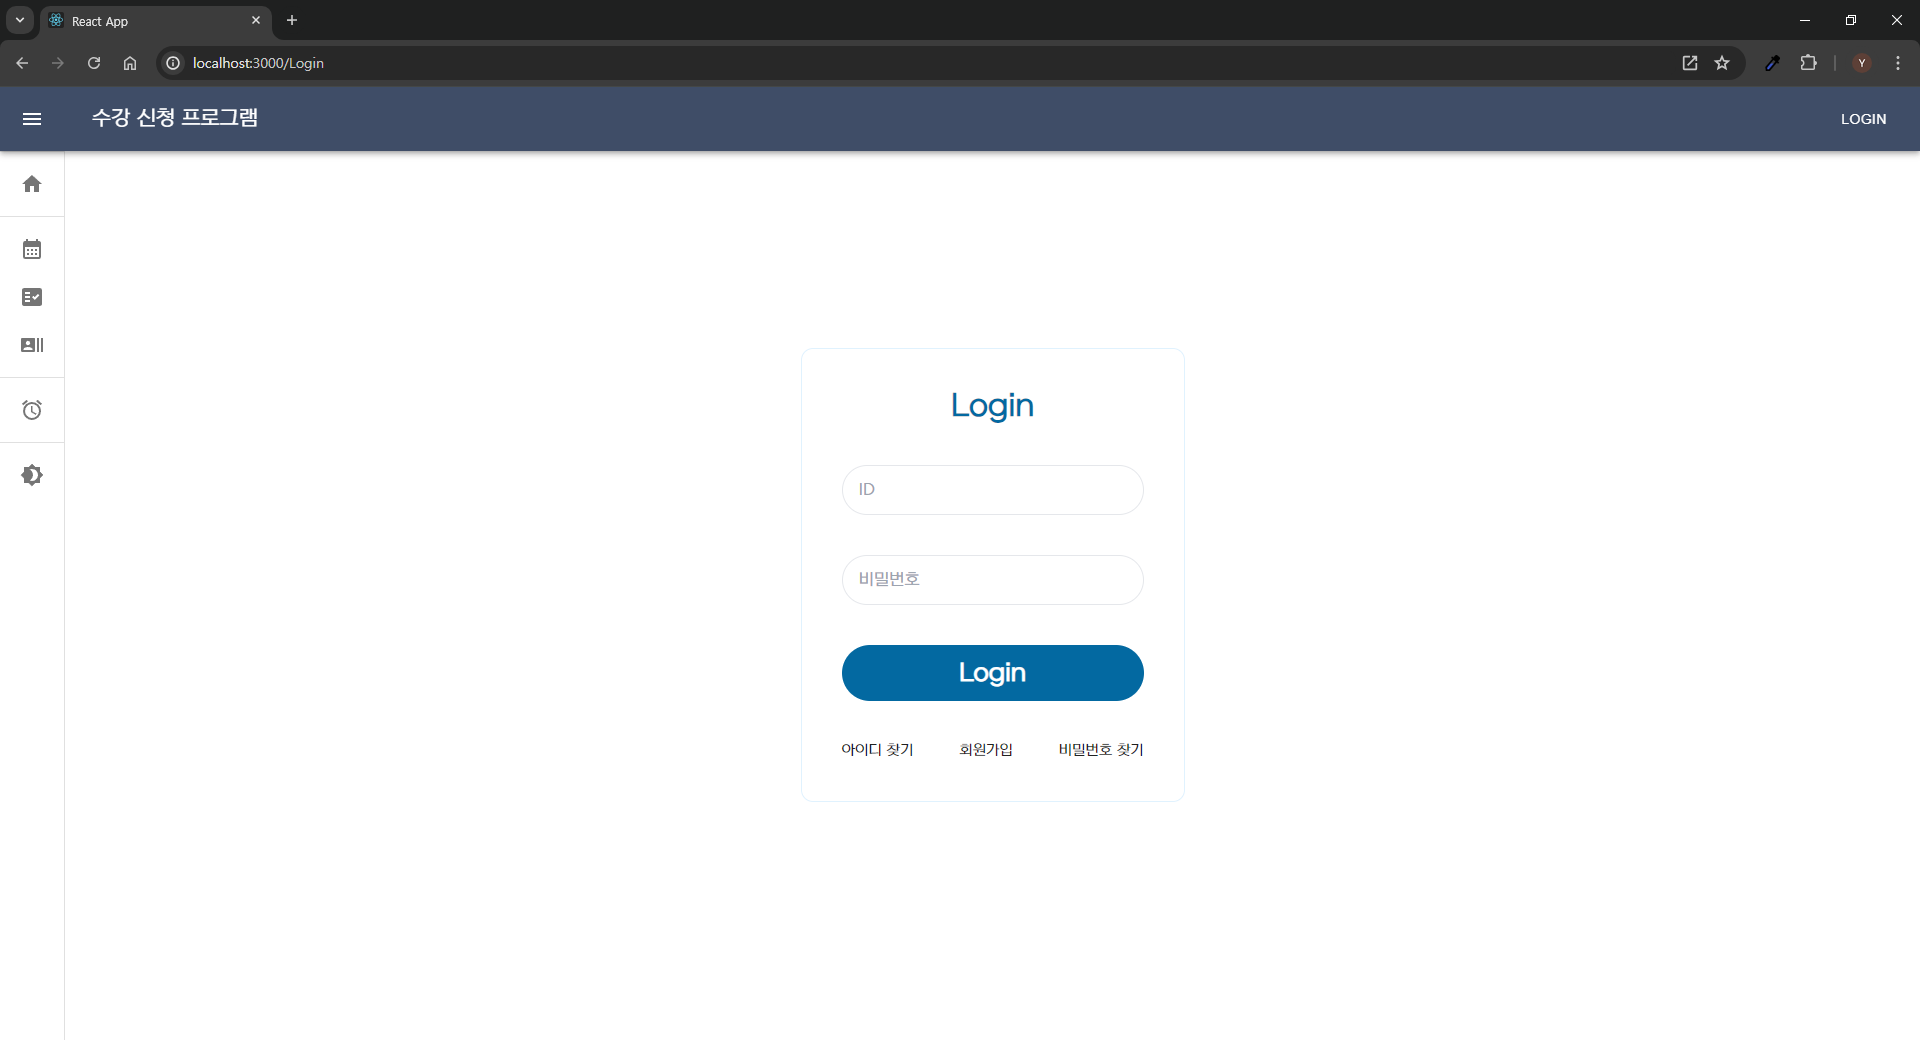 React App
localhost:3000/Login
Y
수강 신청 프로그램
LOGIN
Login
ID
비밀번호
Login
아이디 찾기 회원가입 비밀번호 찾기